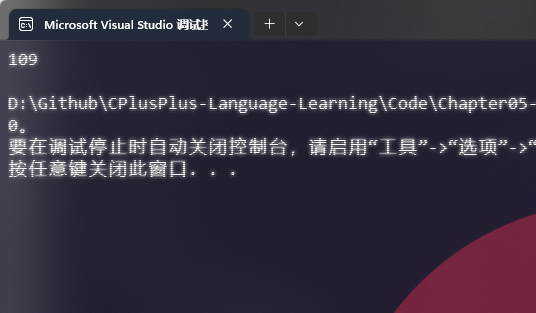 Microsoft Visual Studio 调试
109
D:\Github\CPlusPlus-Language-Learning\Code\Chapter05-
0。
要在调试停止时自动关闭控制台，请启用“工具”->“选项”->“
按任意键关闭此窗口. . .